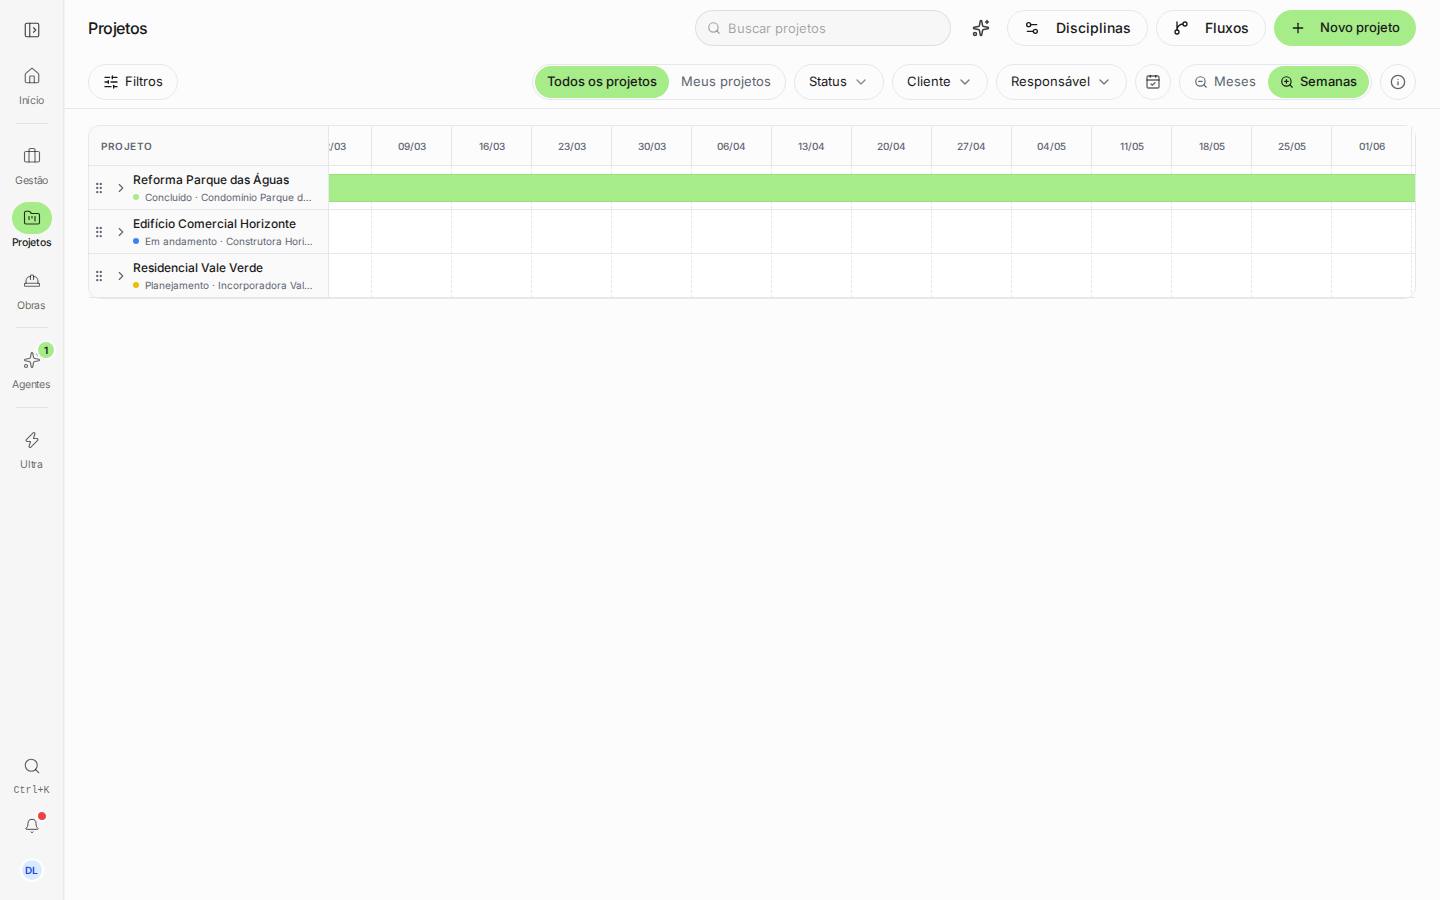 Projetos
Buscar projetos
Disciplinas
Fluxos
Novo projeto
Filtros
Todos os projetos
Meus projetos
Status
Cliente
Responsável
Meses
Semanas
Início
Gestão
Projetos
Obras
1
Agentes
Ultra
Ctrl+K
DL
PROJETO
/03 09/03 16/03 23/03 30/03 06/04 13/04 20/04 27/04 04/05 11/05 18/05 25/05 01/06
Reforma Parque das Águas
Concluído · Condomínio Parque d...
Edifício Comercial Horizonte
Em andamento · Construtora Hori...
Residencial Vale Verde
Planejamento · Incorporadora Val...